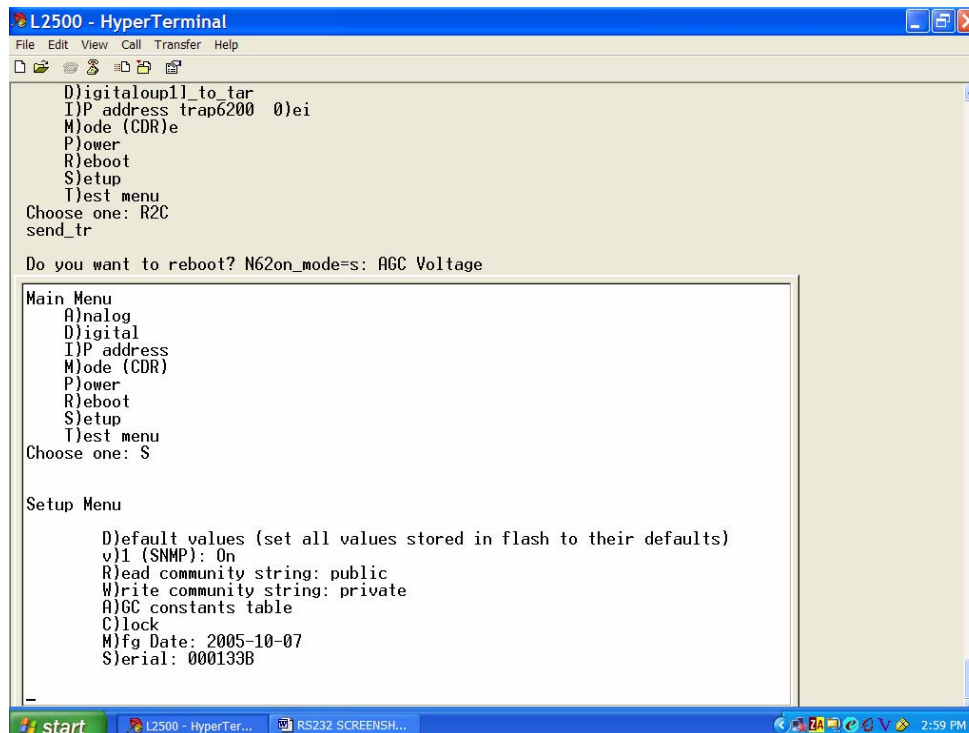 L2500 - HyperTerminal
File Edit View Call Transfer Help
D)igitaloup1]_to_tar
I)P address trap6200  0)ei
M)ode (CDR)e
P)ower
R)eboot
S)etup
T)est menu
Choose one: R2C
send_tr
Do you want to reboot? N62on_mode=s: AGC Voltage
Main Menu
A)nalog
D)igital
I)P address
M)ode (CDR)
P)ower
R)eboot
S)etup
T)est menu
Choose one: S
Setup Menu
D)efault values (set all values stored in flash to their defaults)
v)1 (SNMP): On
R)ead community string: public
W)rite community string: private
A)GC constants table
C)lock
M)fg Date: 2005-10-07
S)erial: 000133B
start L2500 - HyperTer... RS232 SCREENSH... 2:59 PM